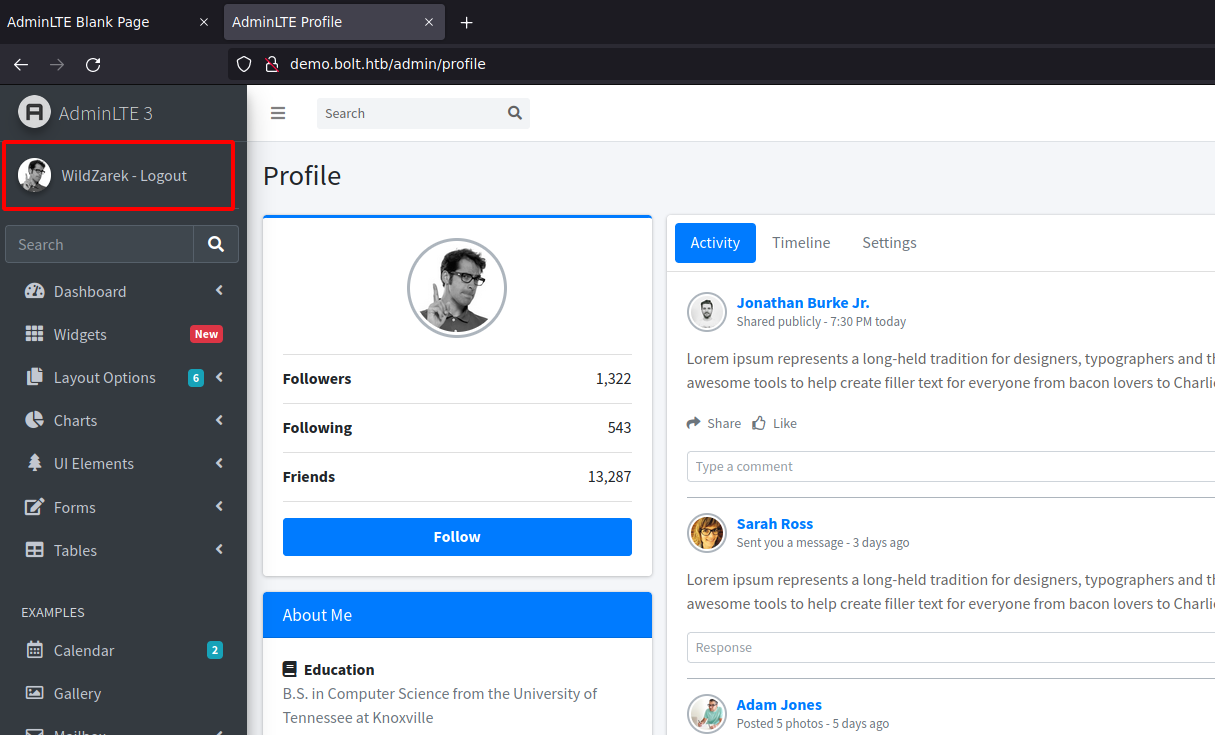 AdminLTE Blank Page
AdminLTE Profile
demo.bolt.htb/admin/profile
AdminLTE 3
WildZarek - Logout
Search
Dashboard
Widgets New
Layout Options 6
Charts
UI Elements
Forms
Tables
EXAMPLES
Calendar 2
Gallery
Mailbox
Search
Profile
Followers 1,322
Following 543
Friends 13,287
Follow
About Me
Education
B.S. in Computer Science from the University of
Tennessee at Knoxville
Activity Timeline Settings
Jonathan Burke Jr.
Shared publicly - 7:30 PM today
Lorem ipsum represents a long-held tradition for designers, typographers and th
awesome tools to help create filler text for everyone from bacon lovers to Charlie
Share Like
Type a comment
Sarah Ross
Sent you a message - 3 days ago
Lorem ipsum represents a long-held tradition for designers, typographers and th
awesome tools to help create filler text for everyone from bacon lovers to Charlie
Response
Adam Jones
Posted 5 photos - 5 days ago